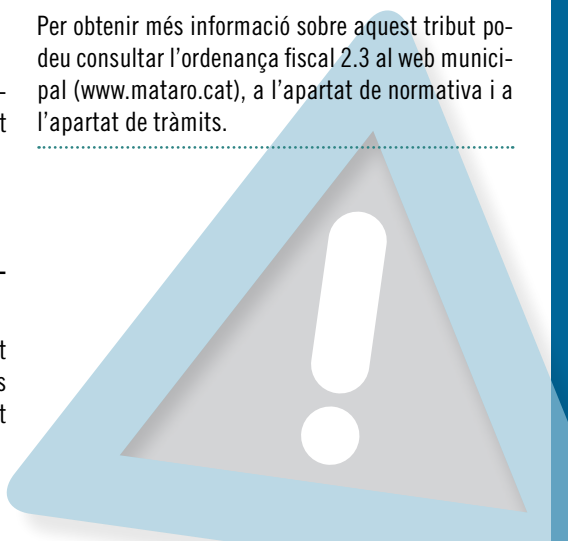 Per obtenir més informació sobre aquest tribut po-
deu consultar l’ordenança fiscal 2.3 al web munici-
pal (www.mataro.cat), a l’apartat de normativa i a
l’apartat de tràmits.
-
t
-
t
s
t